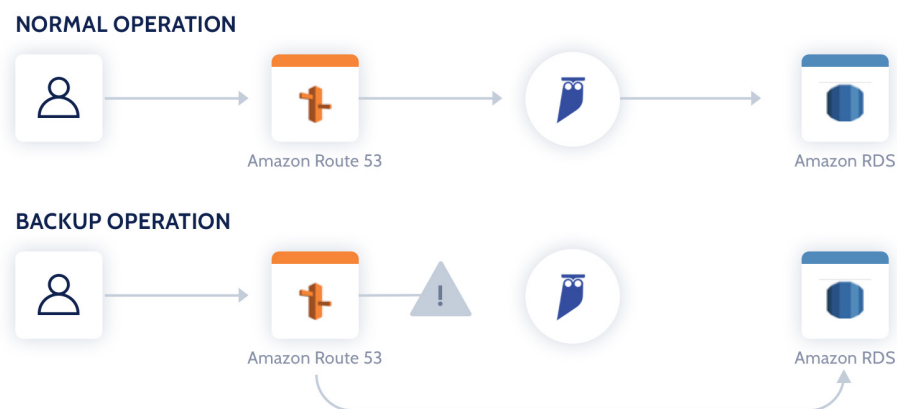 NORMAL OPERATION
Amazon Route 53
Amazon RDS
BACKUP OPERATION
!
Amazon Route 53
Amazon RDS